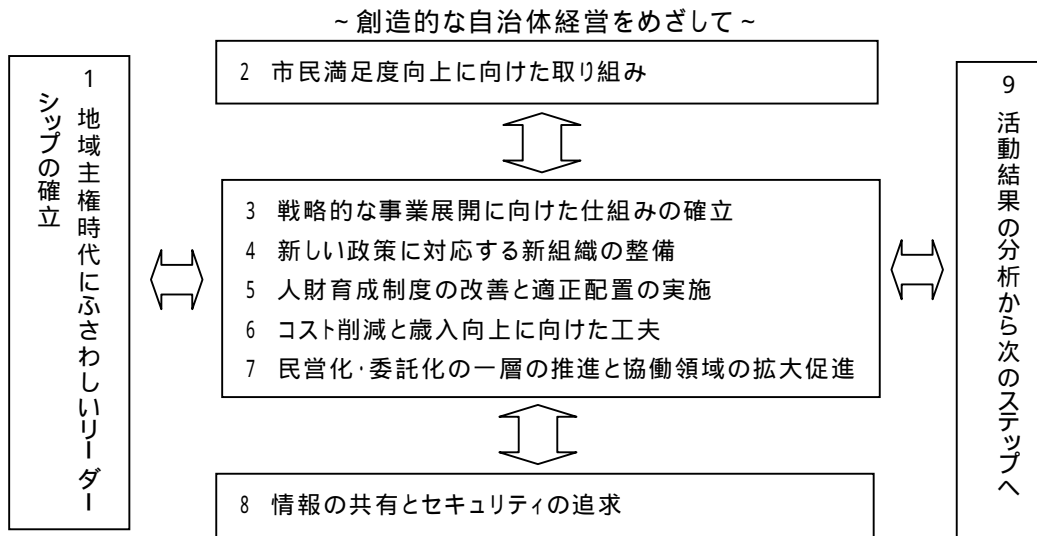 ～創造的な自治体経営をめざして～
1 地域主権時代にふさわしいリーダー
シップの確立
2 市民満足度向上に向けた取り組み
3 戦略的な事業展開に向けた仕組みの確立
4 新しい政策に対応する新組織の整備
5 人財育成制度の改善と適正配置の実施
6 コスト削減と歳入向上に向けた工夫
7 民営化・委託化の一層の推進と協働領域の拡大促進
8 情報の共有とセキュリティの追求
9 活動結果の分析から次のステップへ